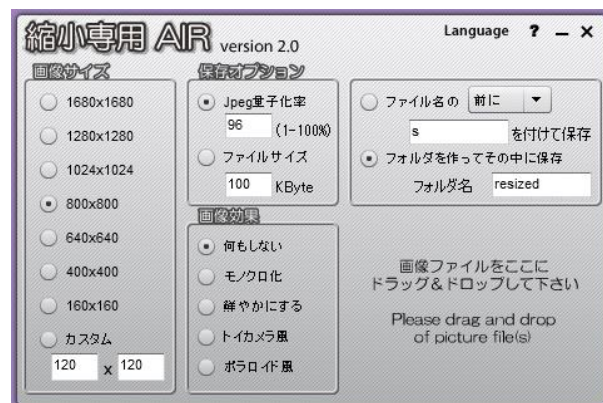 縮小専用 AIR version 2.0
Language ? – ×
画像サイズ
1680x1680
1280x1280
1024x1024
800x800
640x640
400x400
160x160
カスタム
120 x 120
保存オプション
Jpeg量子化率
96 (1-100%)
ファイルサイズ
100 KByte
ファイル名の 前に
s を付けて保存
フォルダを作ってその中に保存
フォルダ名 resized
画像効果
何もしない
モノクロ化
鮮やかにする
トイカメラ風
ポラロイド風
画像ファイルをここに
ドラッグ&ドロップして下さい
Please drag and drop
of picture file(s)